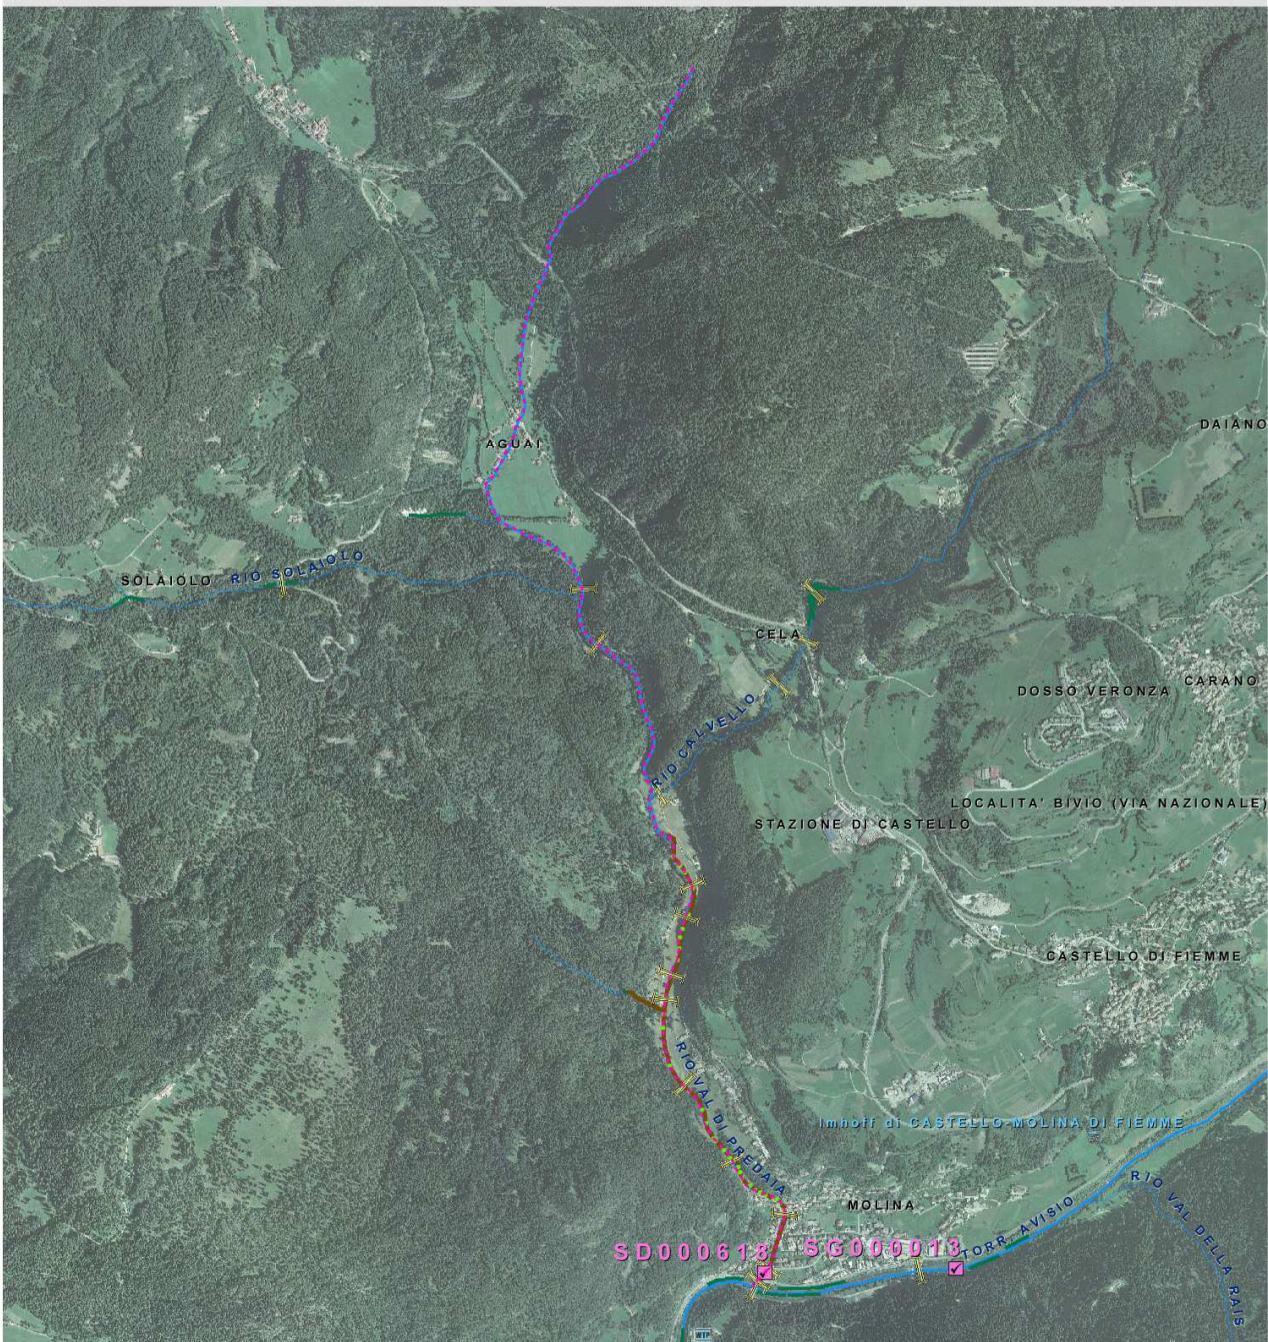 DAIANO
AGUAI
SOLAIOLO
RIO SOLAIOLO
CELA
CARANO
DOSSO VERONZA
RIO CALVELLO
LOCALITA' BIVIO (VIA NAZIONALE)
STAZIONE DI CASTELLO
CASTELLO DI FIEMME
RIO VAL DI PREDAIA
Imhoff di CASTELLO-MOLINA DI FIEMME
MOLINA
RIO VAL DELLA RAIS
TORR. AVISIO
SD000618
SG000013
WTP